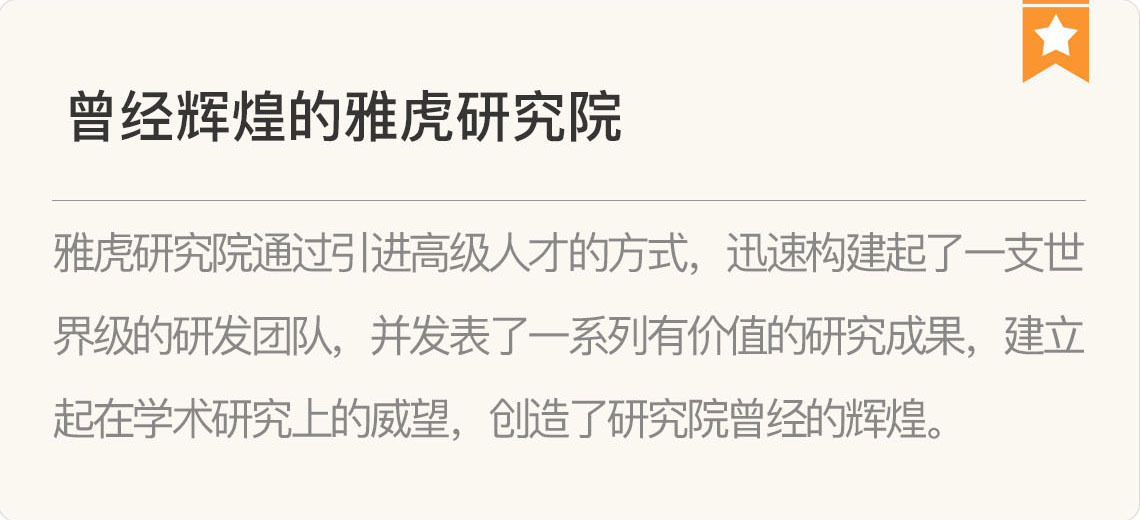 曾经辉煌的雅虎研究院
雅虎研究院通过引进高级人才的方式，迅速构建起了一支世
界级的研发团队，并发表了一系列有价值的研究成果，建立
起在学术研究上的威望，创造了研究院曾经的辉煌。